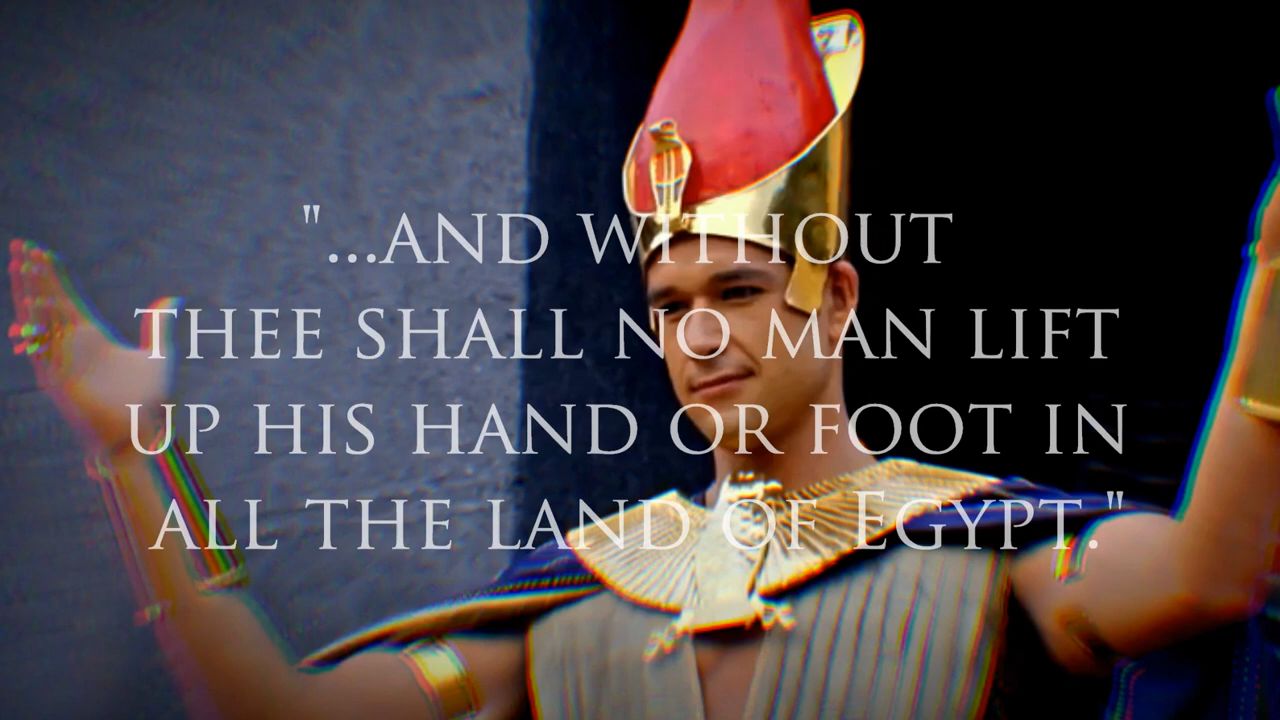 "...AND WITHOUT
THEE SHALL NO MAN LIFT
UP HIS HAND OR FOOT IN
ALL THE LAND OF EGYPT."